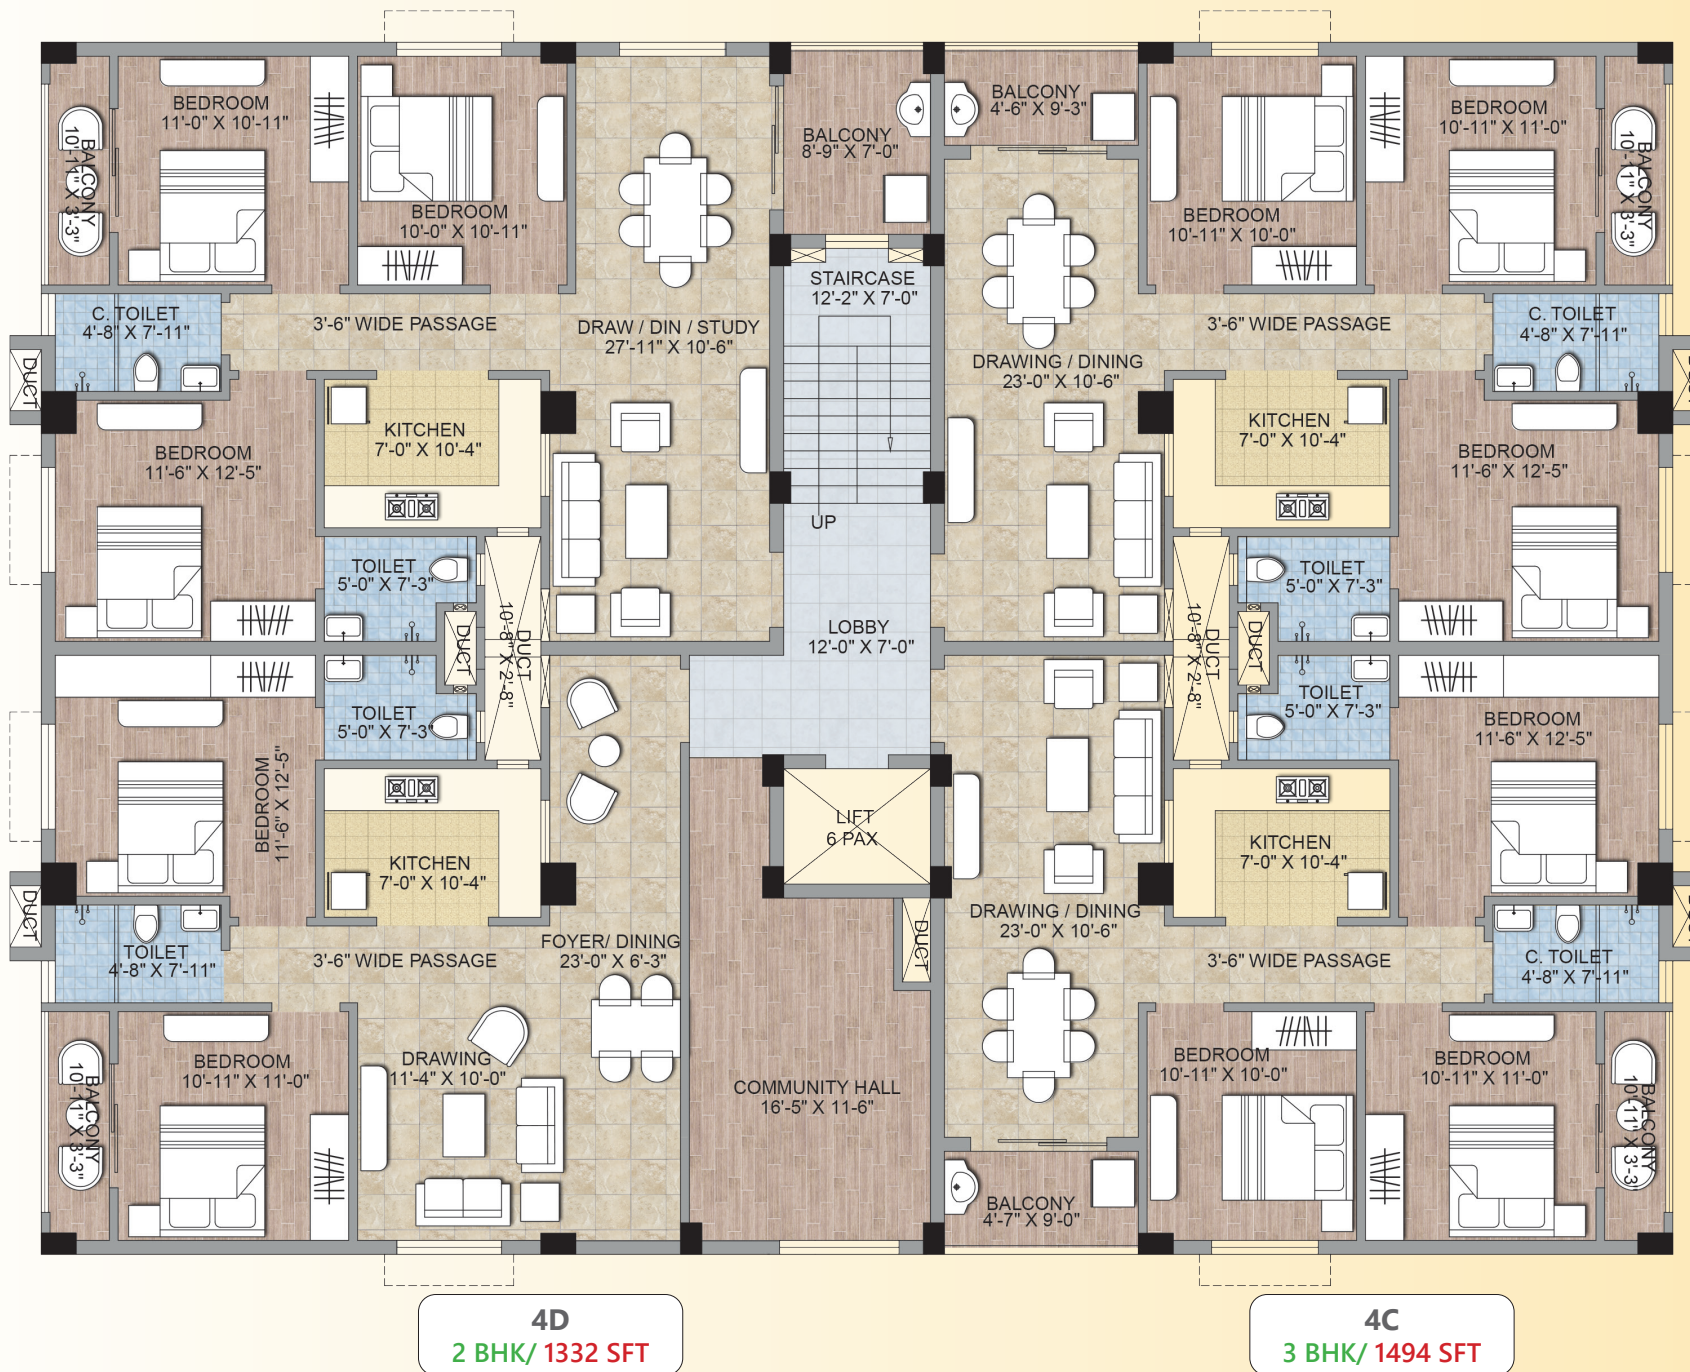 BEDROOM
11'-0" X 10'-11"
BALCONY
10'-11" X 3'-3"
BEDROOM
10'-0" X 10'-11"
BALCONY
8'-9" X 7'-0"
BALCONY
4'-6" X 9'-3"
BEDROOM
10'-11" X 10'-0"
BEDROOM
10'-11" X 11'-0"
BALCONY
10'-11" X 3'-3"
C. TOILET
4'-8" X 7'-11"
3'-6" WIDE PASSAGE
DRAW / DIN / STUDY
27'-11" X 10'-6"
STAIRCASE
12'-2" X 7'-0"
DRAWING / DINING
23'-0" X 10'-6"
3'-6" WIDE PASSAGE
C. TOILET
4'-8" X 7'-11"
DUCT
BEDROOM
11'-6" X 12'-5"
KITCHEN
7'-0" X 10'-4"
KITCHEN
7'-0" X 10'-4"
BEDROOM
11'-6" X 12'-5"
UP
TOILET
5'-0" X 7'-3"
DUCT
DUCT
10'-8" X 2'-8"
LOBBY
12'-0" X 7'-0"
DUCT
10'-8" X 2'-8"
DUCT
TOILET
5'-0" X 7'-3"
TOILET
5'-0" X 7'-3"
TOILET
5'-0" X 7'-3"
BEDROOM
11'-6" X 12'-5"
BEDROOM
11'-6" X 12'-5"
LIFT
6 PAX
KITCHEN
7'-0" X 10'-4"
KITCHEN
7'-0" X 10'-4"
DUCT
TOILET
4'-8" X 7'-11"
3'-6" WIDE PASSAGE
FOYER/ DINING
23'-0" X 6'-3"
DUCT
DRAWING / DINING
23'-0" X 10'-6"
3'-6" WIDE PASSAGE
C. TOILET
4'-8" X 7'-11"
BALCONY
10'-11" X 3'-3"
BEDROOM
10'-11" X 11'-0"
DRAWING
11'-4" X 10'-0"
COMMUNITY HALL
16'-5" X 11-6"
BEDROOM
10'-11" X 10'-0"
BEDROOM
10'-11" X 11'-0"
BALCONY
10'-11" X 3'-3"
BALCONY
4'-7" X 9'-0"
4D
2 BHK/ 1332 SFT
4C
3 BHK/ 1494 SFT